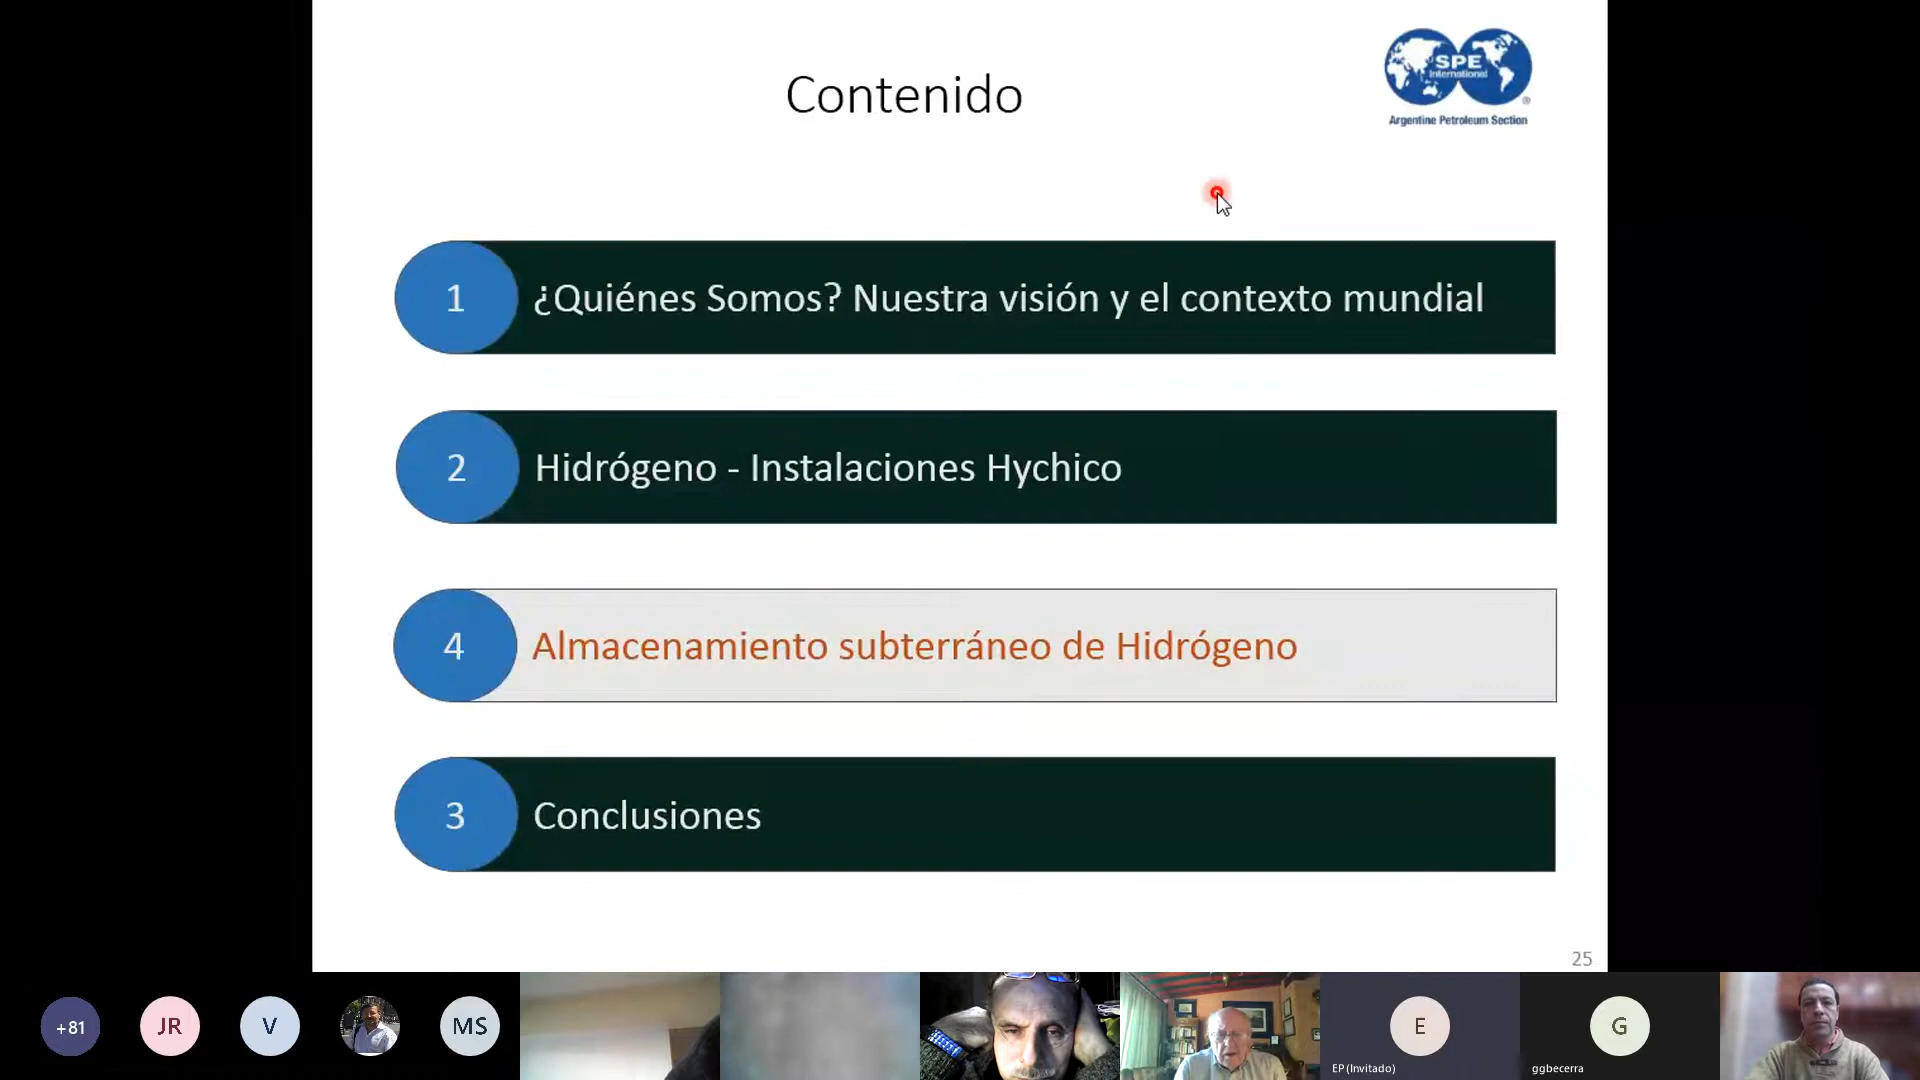 Contenido
SPE
International
®
Argentine Petroleum Section
1
¿Quiénes Somos? Nuestra visión y el contexto mundial
2
Hidrógeno - Instalaciones Hychico
4
Almacenamiento subterráneo de Hidrógeno
3
Conclusiones
25
+81
JR
V
MS
E
EP (Invitado)
G
ggbecerra